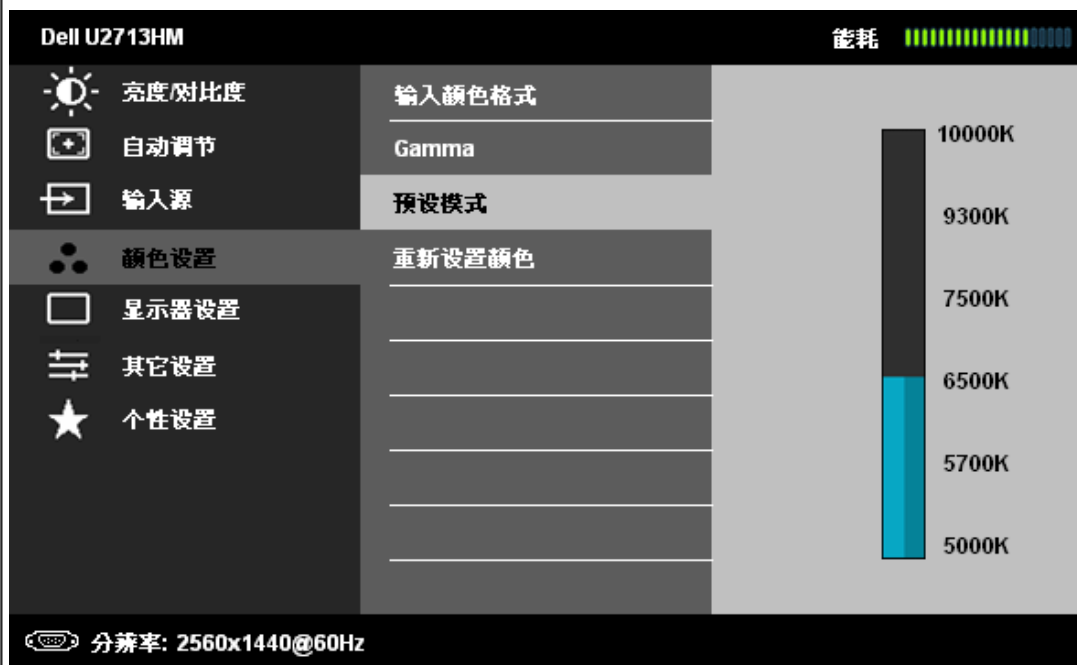 Dell U2713HM
能耗
亮度/对比度
自动调节
输入源
颜色设置
显示器设置
其它设置
个性设置
输入颜色格式
Gamma
预设模式
重新设置颜色
10000K
9300K
7500K
6500K
5700K
5000K
分辨率: 2560x1440@60Hz